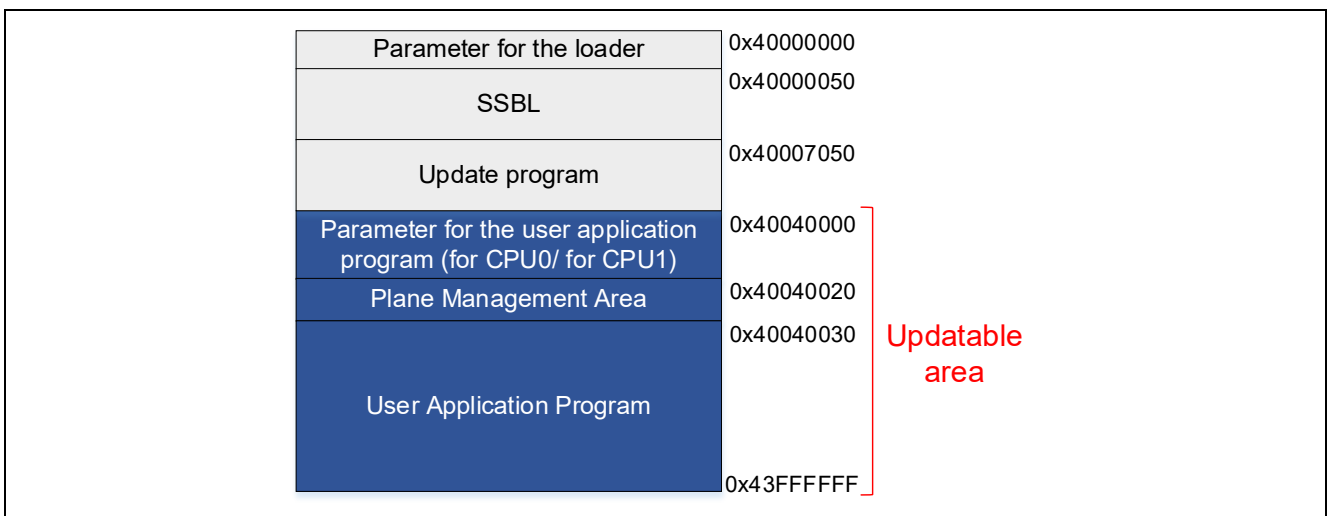 Parameter for the loader
0x40000000
SSBL
0x40000050
Update program
0x40007050
Parameter for the user application
program (for CPU0/ for CPU1)
0x40040000
Plane Management Area
0x40040020
User Application Program
0x40040030
0x43FFFFFF
Updatable
area